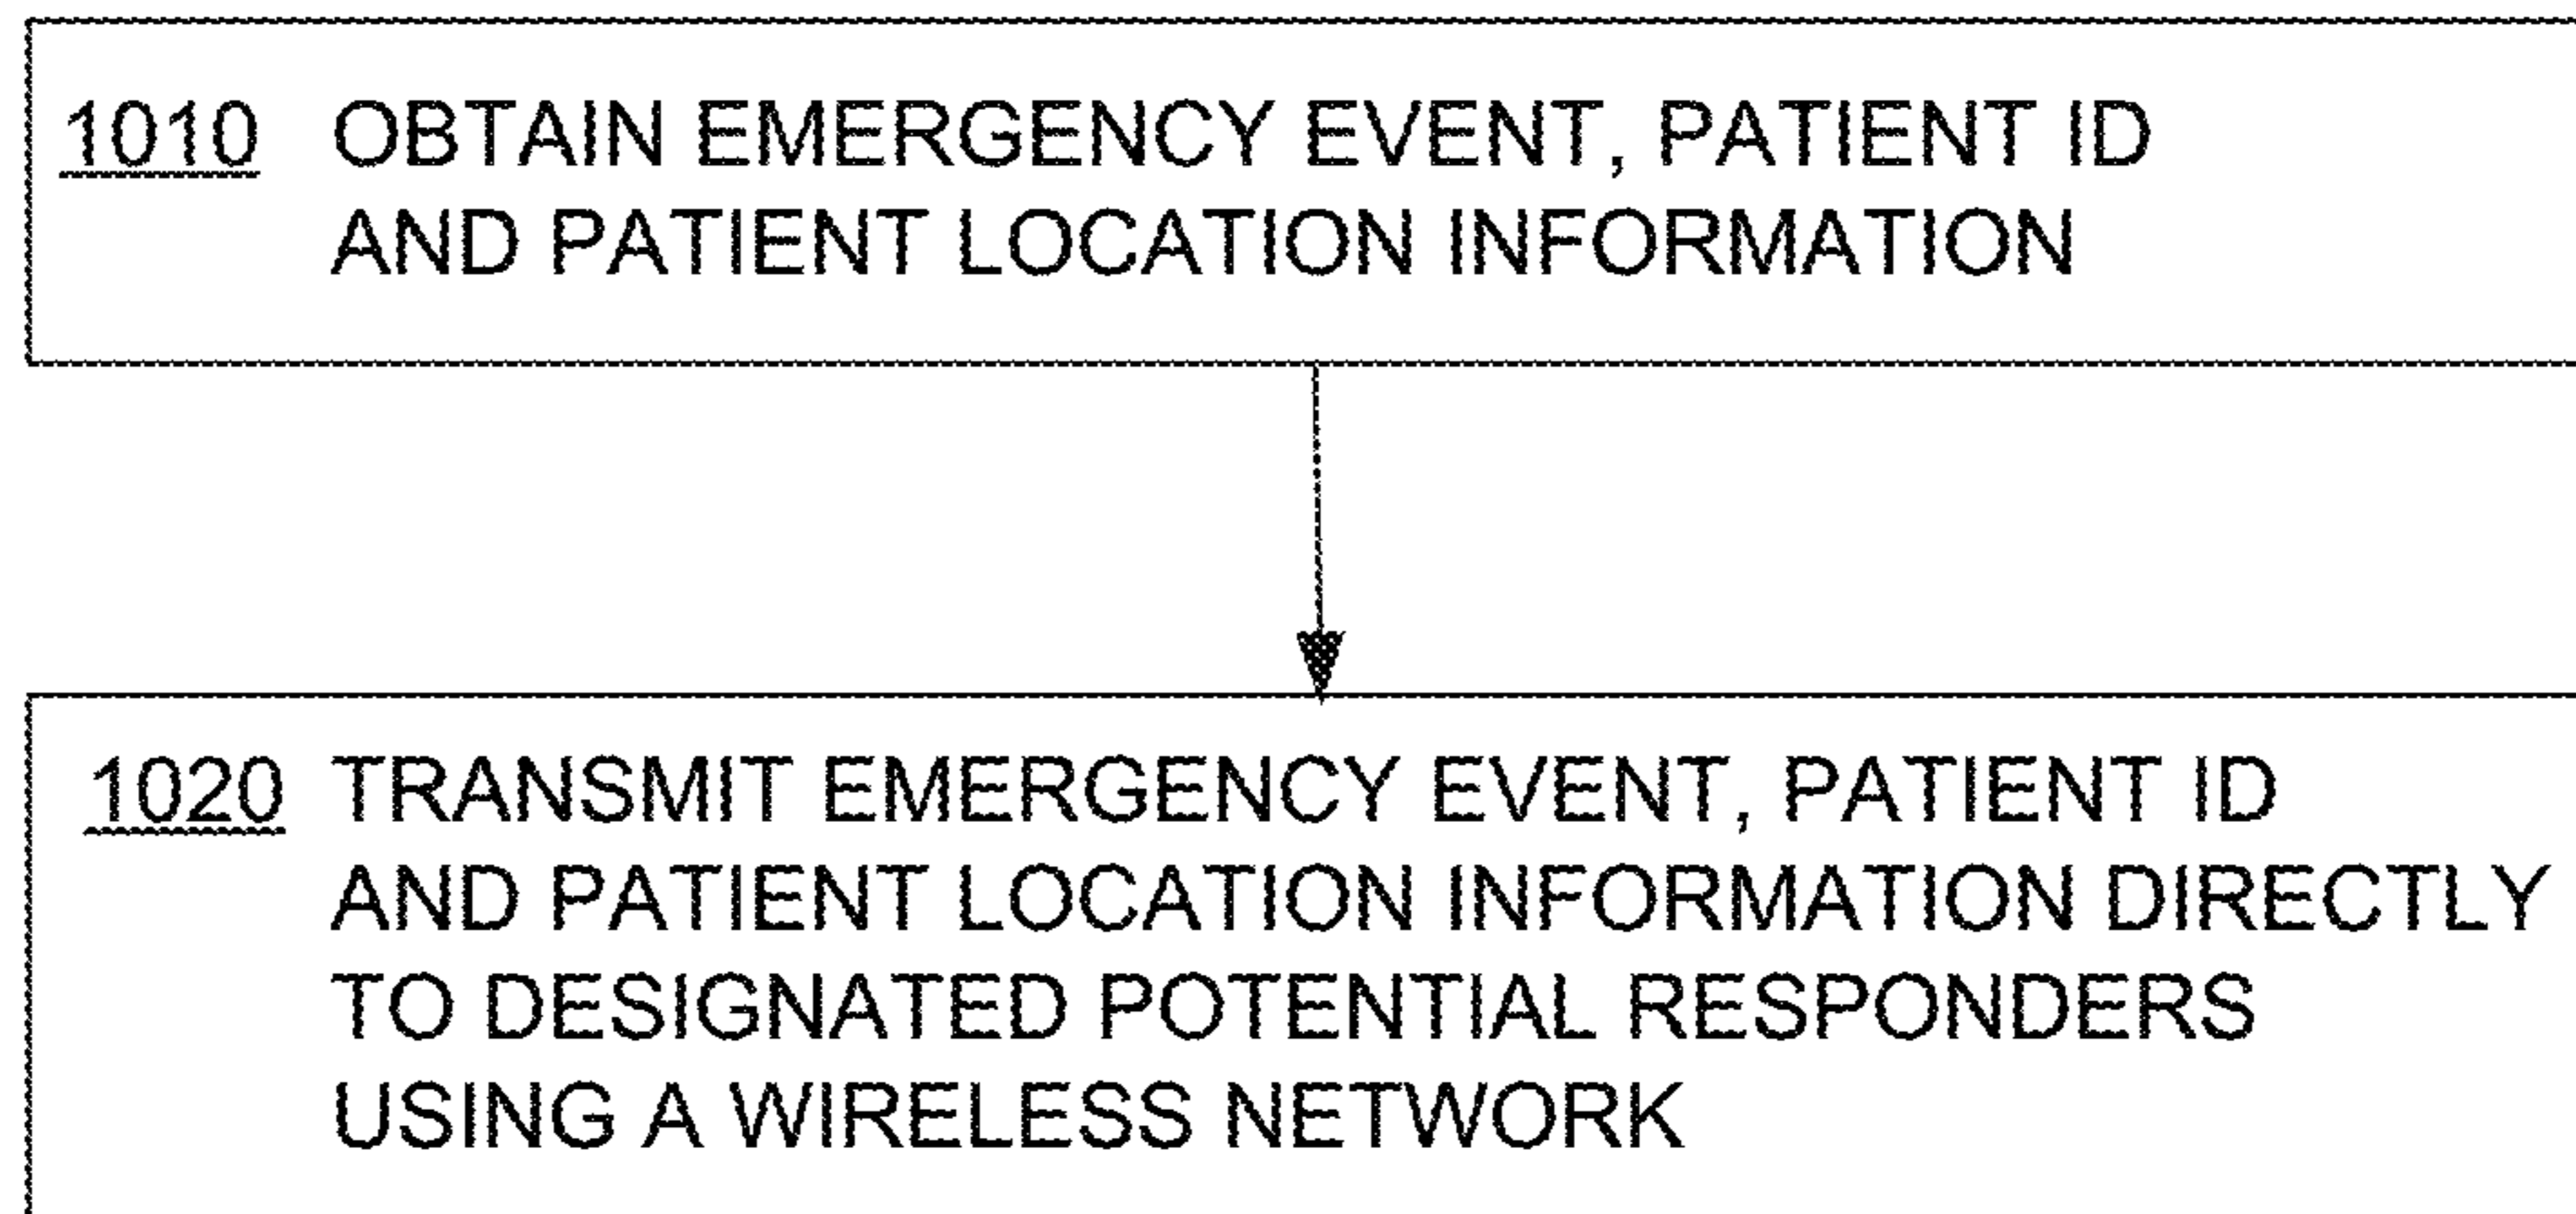 1010 OBTAIN EMERGENCY EVENT, PATIENT ID
AND PATIENT LOCATION INFORMATION
1020 TRANSMIT EMERGENCY EVENT, PATIENT ID
AND PATIENT LOCATION INFORMATION DIRECTLY
TO DESIGNATED POTENTIAL RESPONDERS
USING A WIRELESS NETWORK